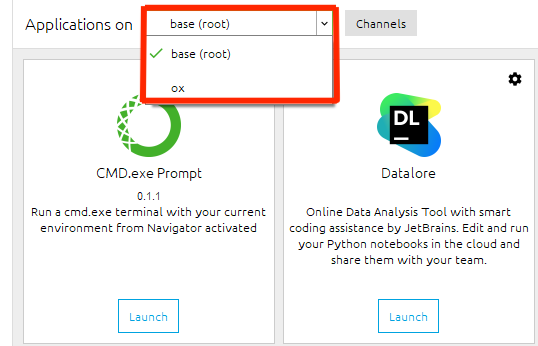 Applications on base (root) Channels
base (root)
ox
DL
CMD.exe Prompt
0.1.1
Run a cmd.exe terminal with your current
environment from Navigator activated
Launch
Datalore
Online Data Analysis Tool with smart
coding assistance by JetBrains. Edit and run
your Python notebooks in the cloud and
share them with your team.
Launch